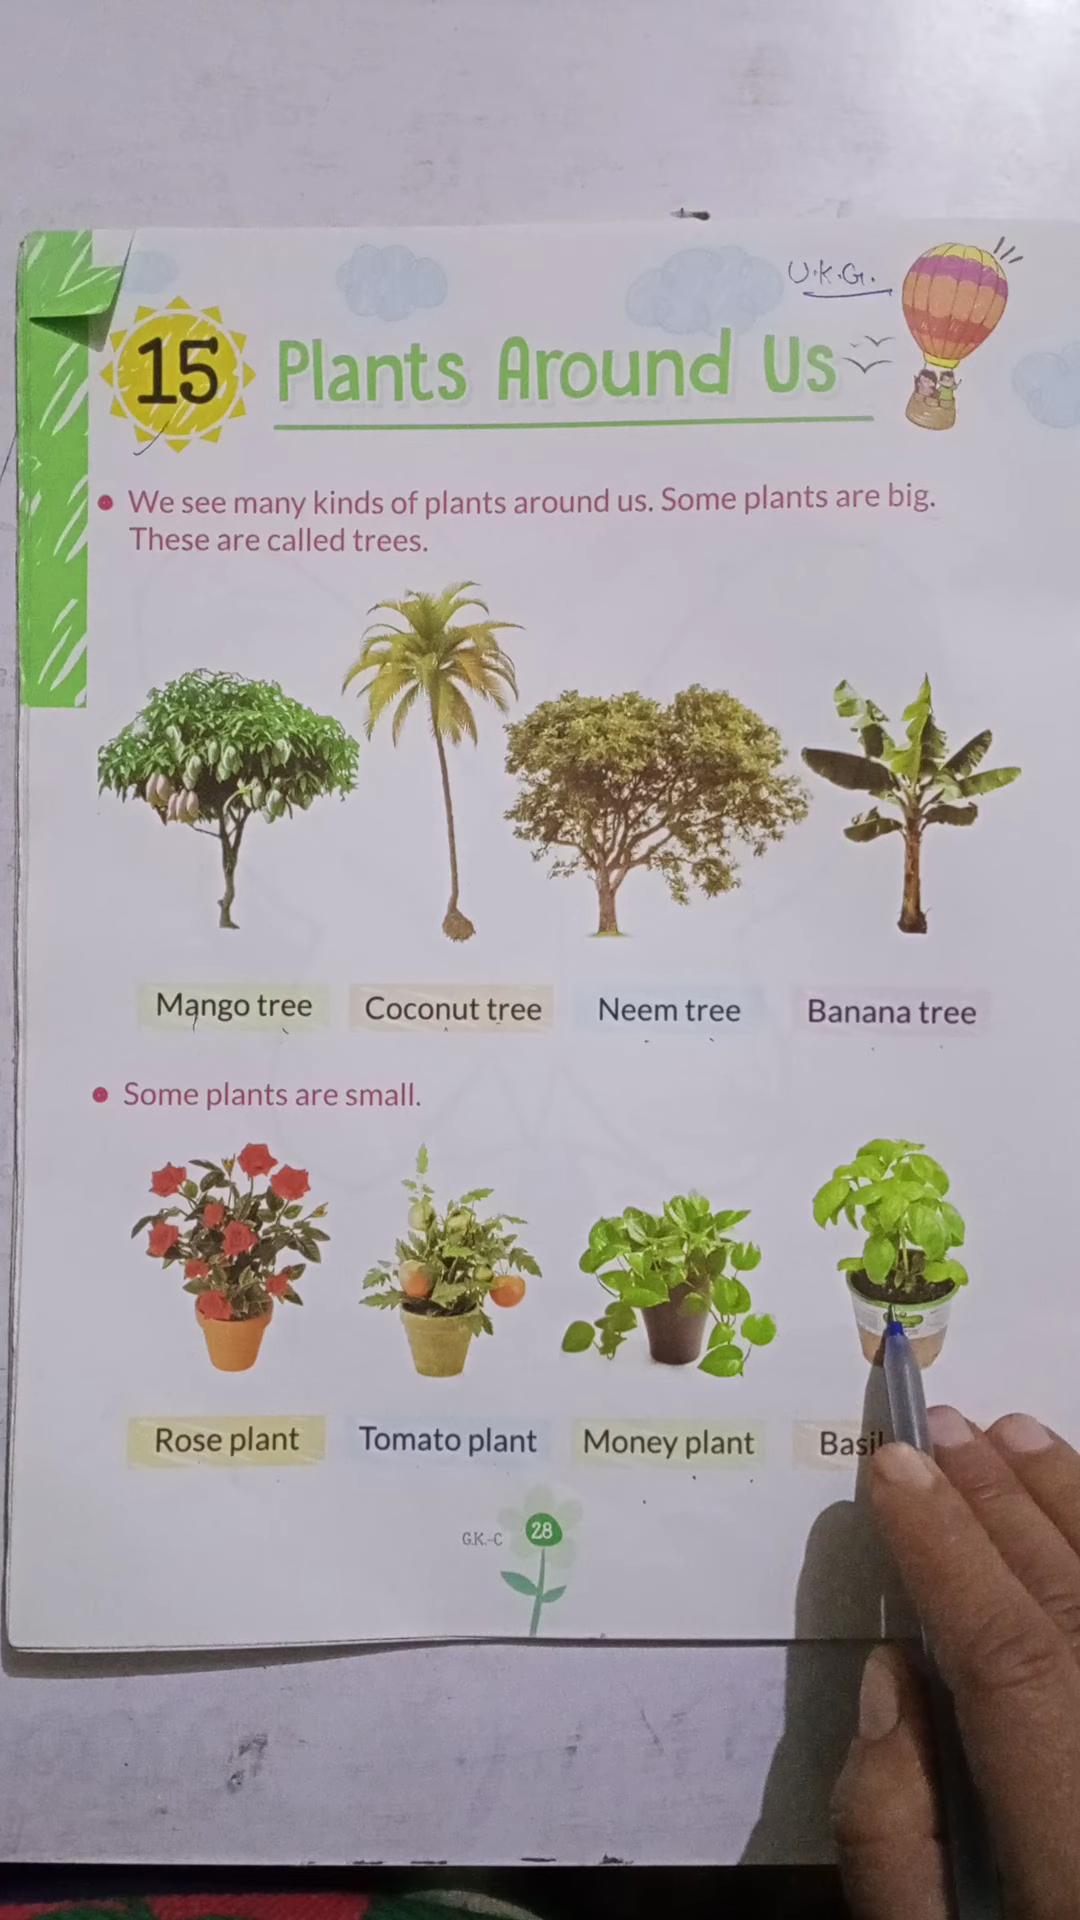 U.K.G.
15 Plants Around Us
We see many kinds of plants around us. Some plants are big.
These are called trees.
Mango tree Coconut tree Neem tree Banana tree
Some plants are small.
Rose plant Tomato plant Money plant Basil
G.K.-C 28